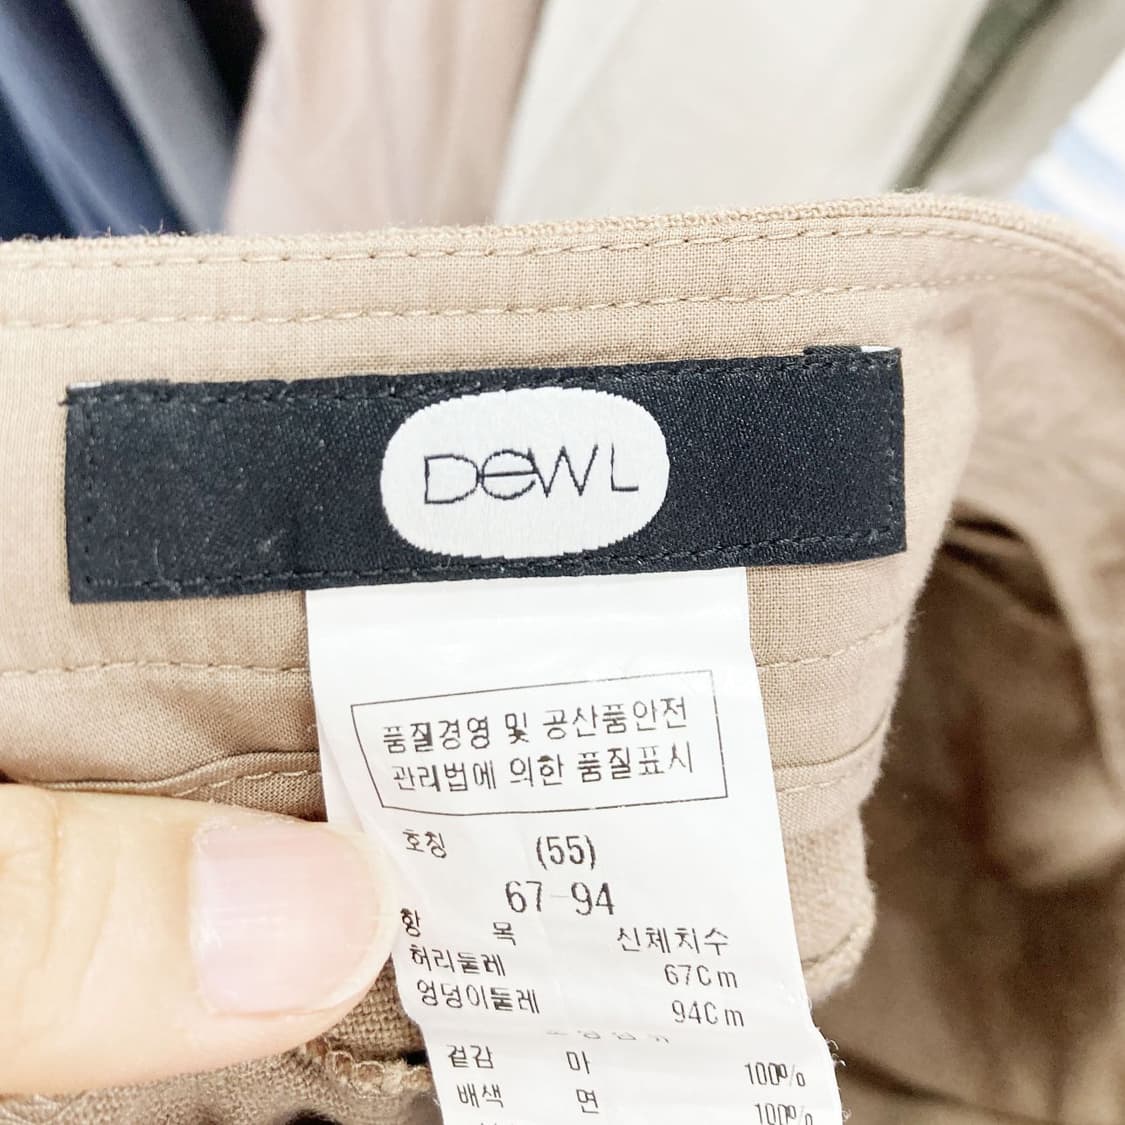 DeWL
품질경영 및 공산품안전
관리법에 의한 품질표시
호칭 (55)
67-94
항 목 신체치수
허리둘레 67Cm
엉덩이둘레 94Cm
겉감 마 100%
배색 면 100%